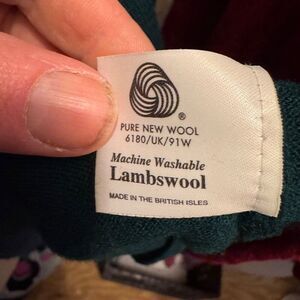 ®
PURE NEW WOOL
6180/UK/91W
Machine Washable
Lambswool
MADE IN THE BRITISH ISLES